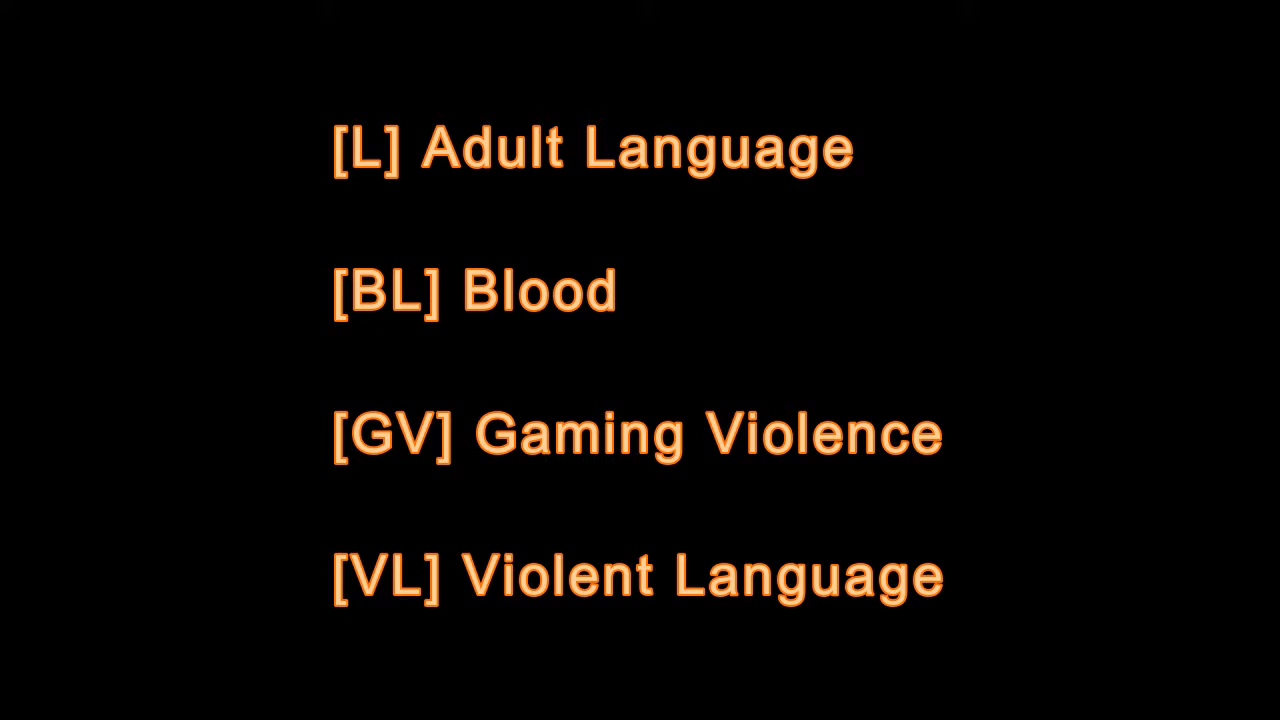 [L] Adult Language
[BL] Blood
[GV] Gaming Violence
[VL] Violent Language